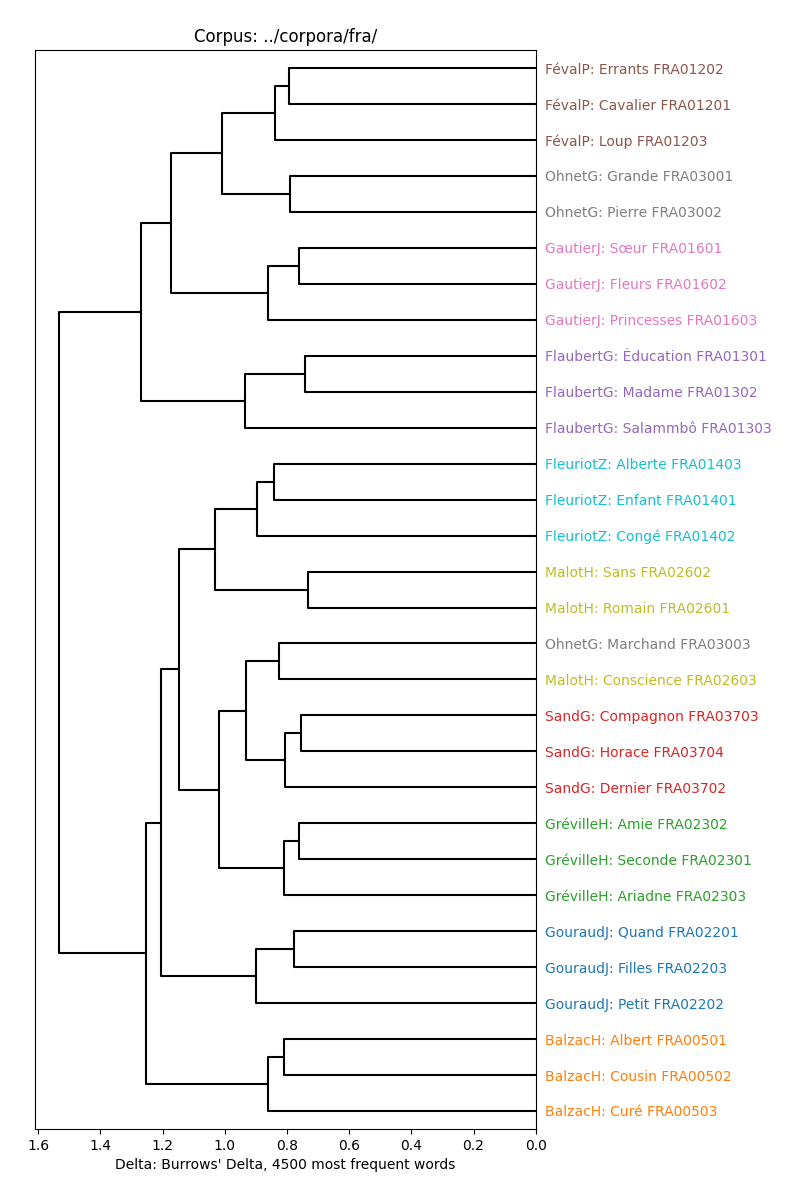 Corpus: ../corpora/fra/
FévalP: Errants FRA01202
FévalP: Cavalier FRA01201
FévalP: Loup FRA01203
OhnetG: Grande FRA03001
OhnetG: Pierre FRA03002
GautierJ: Sœur FRA01601
GautierJ: Fleurs FRA01602
GautierJ: Princesses FRA01603
FlaubertG: Éducation FRA01301
FlaubertG: Madame FRA01302
FlaubertG: Salammbô FRA01303
FleuriotZ: Alberte FRA01403
FleuriotZ: Enfant FRA01401
FleuriotZ: Congé FRA01402
MalotH: Sans FRA02602
MalotH: Romain FRA02601
OhnetG: Marchand FRA03003
MalotH: Conscience FRA02603
SandG: Compagnon FRA03703
SandG: Horace FRA03704
SandG: Dernier FRA03702
GrévilleH: Amie FRA02302
GrévilleH: Seconde FRA02301
GrévilleH: Ariadne FRA02303
GouraudJ: Quand FRA02201
GouraudJ: Filles FRA02203
GouraudJ: Petit FRA02202
BalzacH: Albert FRA00501
BalzacH: Cousin FRA00502
BalzacH: Curé FRA00503
1.6 1.4 1.2 1.0 0.8 0.6 0.4 0.2 0.0
Delta: Burrows' Delta, 4500 most frequent words